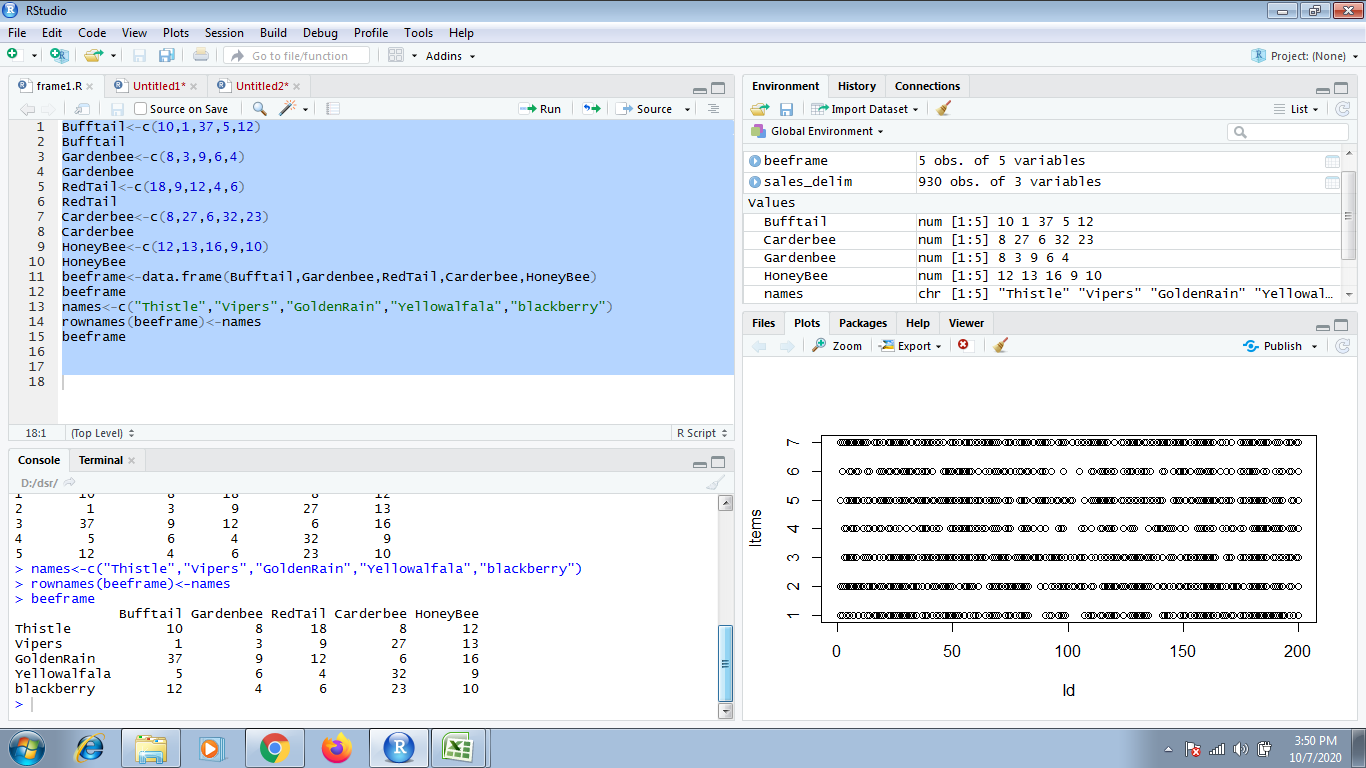 RStudio
File Edit Code View Plots Session Build Debug Profile Tools Help
Go to file/function Addins Project: (None)
frame1.R Untitled1* Untitled2*
Source on Save Run Source
1 Bufftail<-c(10,1,37,5,12)
2 Bufftail
3 Gardenbee<-c(8,3,9,6,4)
4 Gardenbee
5 RedTail<-c(18,9,12,4,6)
6 RedTail
7 Carderbee<-c(8,27,6,32,23)
8 Carderbee
9 HoneyBee<-c(12,13,16,9,10)
10 HoneyBee
11 beeframe<-data.frame(Bufftail,Gardenbee,RedTail,Carderbee,HoneyBee)
12 beeframe
13 names<-c("Thistle","Vipers","GoldenRain","Yellowalfala","blackberry")
14 rownames(beeframe)<-names
15 beeframe
16
17
18
18:1 (Top Level) R Script
Console Terminal
D:/dsr/
1 10 8 18 8 12
2 1 3 9 27 13
3 37 9 12 6 16
4 5 6 4 32 9
5 12 4 6 23 10
> names<-c("Thistle","Vipers","GoldenRain","Yellowalfala","blackberry")
> rownames(beeframe)<-names
> beeframe
Bufftail Gardenbee RedTail Carderbee HoneyBee
Thistle 10 8 18 8 12
Vipers 1 3 9 27 13
GoldenRain 37 9 12 6 16
Yellowalfala 5 6 4 32 9
blackberry 12 4 6 23 10
>
Environment History Connections
Import Dataset List
Global Environment
beeframe 5 obs. of 5 variables
sales_delim 930 obs. of 3 variables
Values
Bufftail num [1:5] 10 1 37 5 12
Carderbee num [1:5] 8 27 6 32 23
Gardenbee num [1:5] 8 3 9 6 4
HoneyBee num [1:5] 12 13 16 9 10
names chr [1:5] "Thistle" "Vipers" "GoldenRain" "Yellowal…
Files Plots Packages Help Viewer
Zoom Export Publish
7
6
5
4
3
2
1
Items
0 50 100 150 200
Id
3:50 PM
10/7/2020